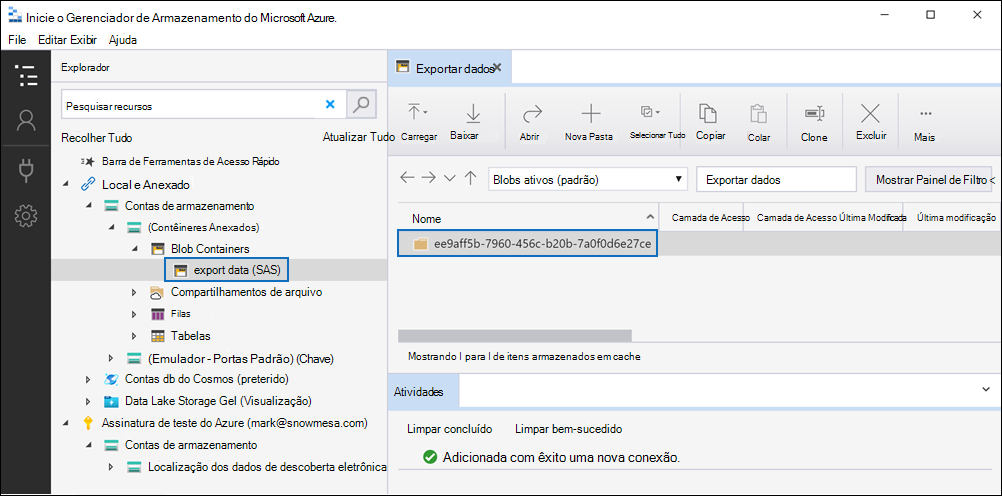 Inicie o Gerenciador de Armazenamento do Microsoft Azure.
File Editar Exibir Ajuda
Explorador
Pesquisar recursos
Recolher Tudo Atualizar Tudo
Barra de Ferramentas de Acesso Rápido
Local e Anexado
Contas de armazenamento
(Contêineres Anexados)
Blob Containers
export data (SAS)
Compartilhamentos de arquivo
Filas
Tabelas
(Emulador - Portas Padrão) (Chave)
Contas db do Cosmos (preterido)
Data Lake Storage Gel (Visualização)
Assinatura de teste do Azure (mark@snowmesa.com)
Contas de armazenamento
Localização dos dados de descoberta eletrônica
Exportar dados
Carregar Baixar Abrir Nova Pasta Selecionar Tudo Copiar Colar Clone Excluir Mais
Blobs ativos (padrão) Exportar dados Mostrar Painel de Filtro <
Nome Camada de Acesso Camada de Acesso Última Modificada Última modificação
ee9aff5b-7960-456c-b20b-7a0f0d6e27ce
Mostrando I para I de itens armazenados em cache
Atividades
Limpar concluído Limpar bem-sucedido
Adicionada com êxito uma nova conexão.